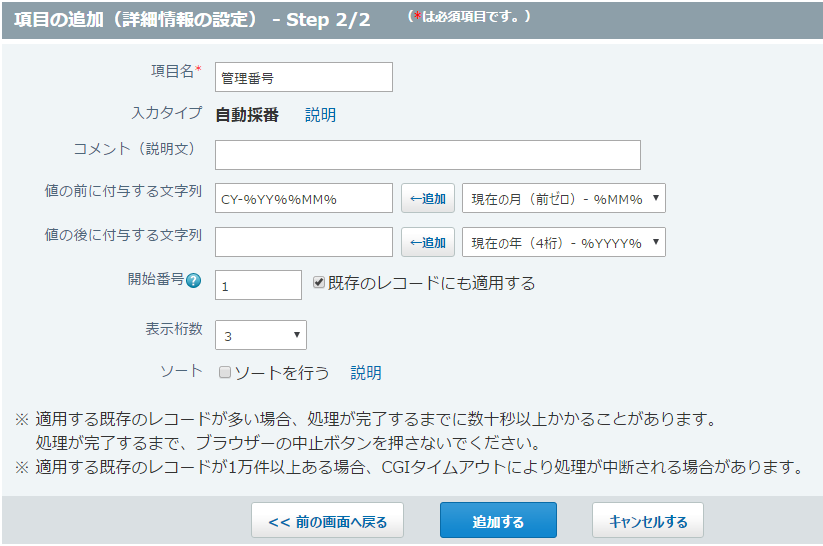 項目の追加（詳細情報の設定） - Step 2/2 （*は必須項目です。）
項目名* 管理番号
入力タイプ 自動採番 説明
コメント（説明文）
値の前に付与する文字列 CY-%YY%%MM% ←追加 現在の月（前ｾﾞﾛ）- %MM%
値の後に付与する文字列 ←追加 現在の年（4桁）- %YYYY%
開始番号? 1 既存のレコードにも適用する
表示桁数 3
ソート ソートを行う 説明
※ 適用する既存のレコードが多い場合、処理が完了するまでに数十秒以上かかることがあります。
処理が完了するまで、ブラウザーの中止ボタンを押さないでください。
※ 適用する既存のレコードが1万件以上ある場合、CGIタイムアウトにより処理が中断される場合があります。
<< 前の画面へ戻る 追加する キャンセルする